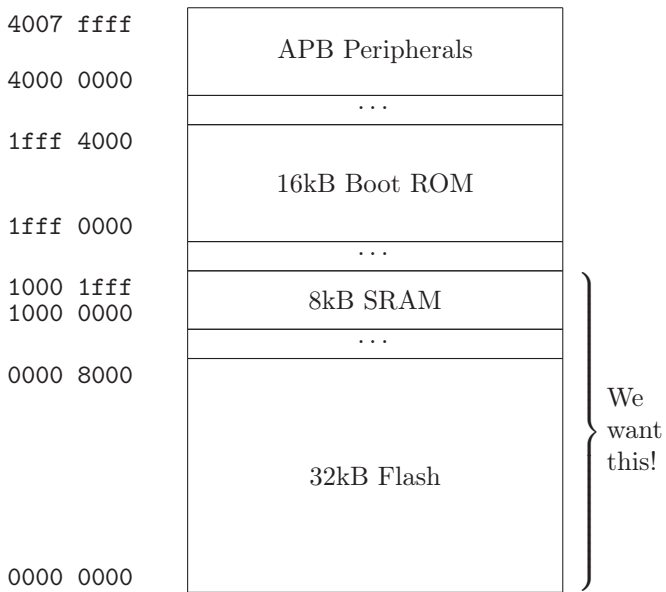 4007 ffff
APB Peripherals
4000 0000
...
1fff 4000
16kB Boot ROM
1fff 0000
...
1000 1fff
8kB SRAM
1000 0000
...
0000 8000
We
want
this!
32kB Flash
0000 0000